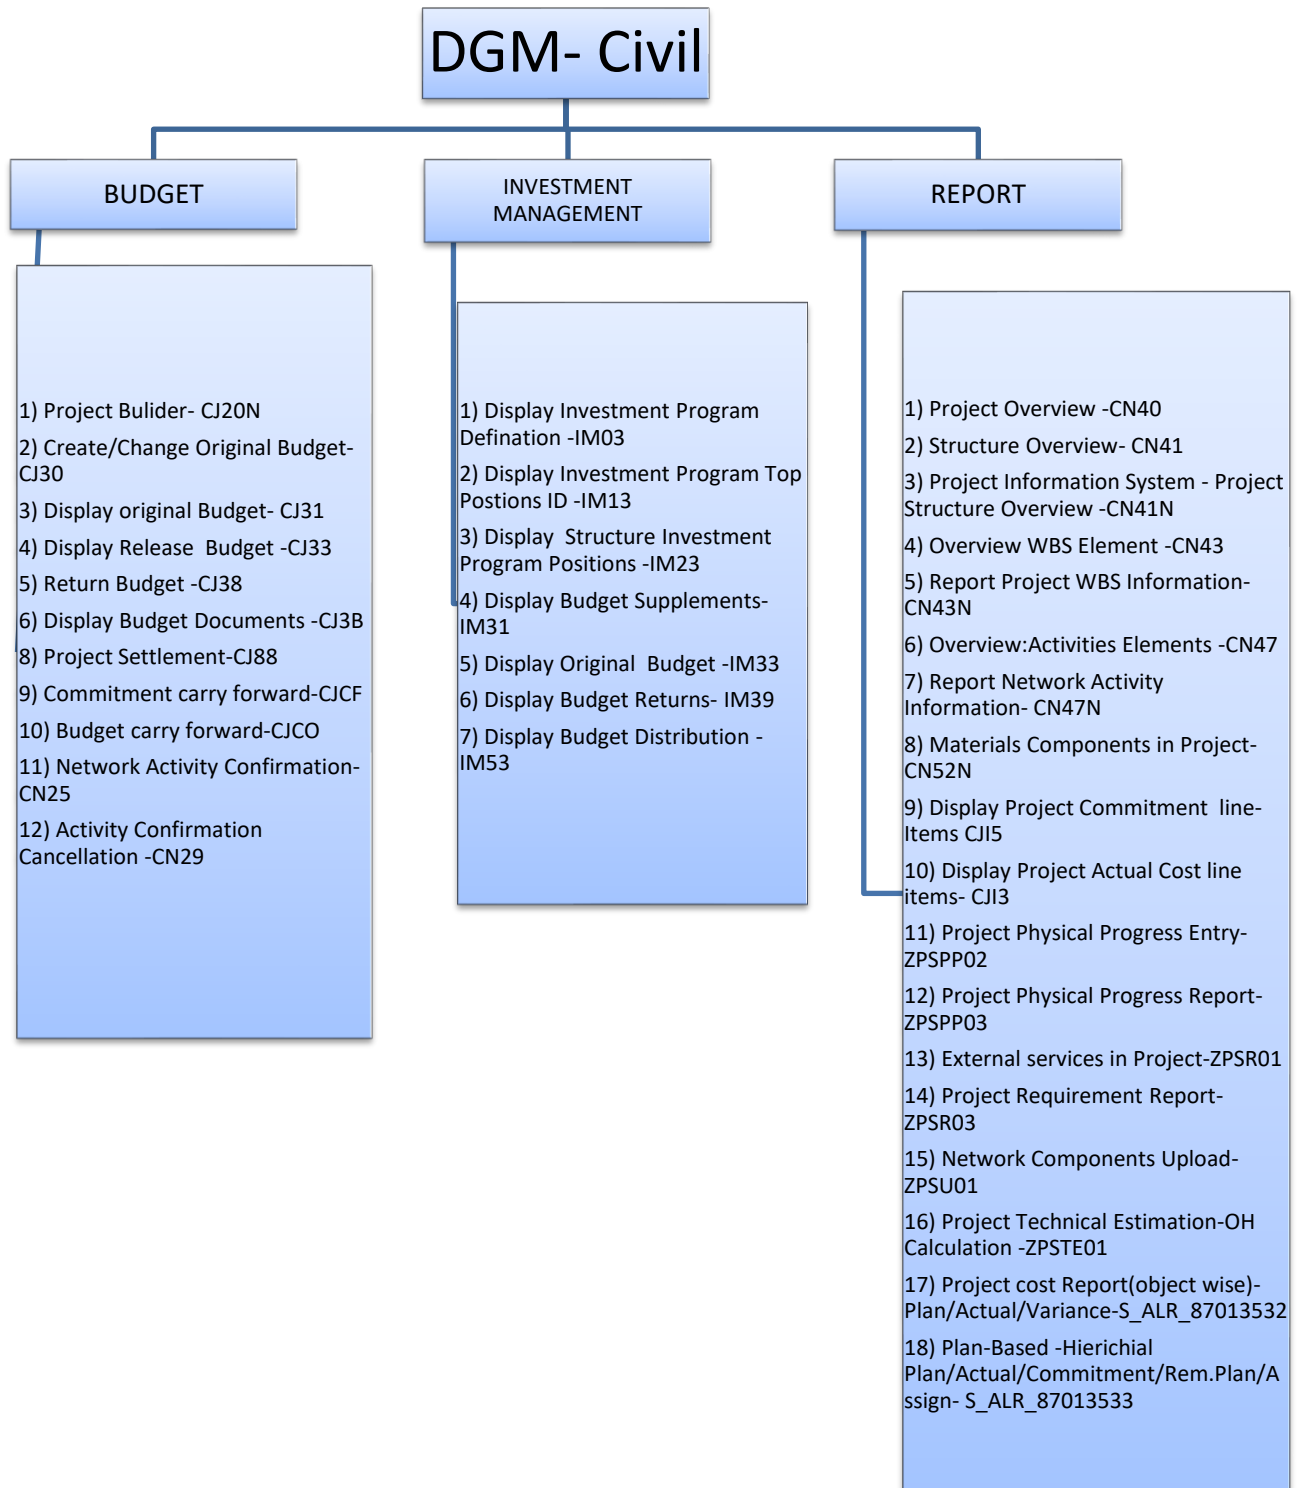 DGM- Civil
BUDGET
INVESTMENT
MANAGEMENT
REPORT
1) Project Bulider- CJ20N
2) Create/Change Original Budget-
CJ30
3) Display original Budget- CJ31
4) Display Release  Budget -CJ33
5) Return Budget -CJ38
6) Display Budget Documents -CJ3B
8) Project Settlement-CJ88
9) Commitment carry forward-CJCF
10) Budget carry forward-CJCO
11) Network Activity Confirmation-
CN25
12) Activity Confirmation
Cancellation -CN29
1) Display Investment Program
Defination -IM03
2) Display Investment Program Top
Postions ID -IM13
3) Display  Structure Investment
Program Positions -IM23
4) Display Budget Supplements-
IM31
5) Display Original  Budget -IM33
6) Display Budget Returns- IM39
7) Display Budget Distribution -
IM53
1) Project Overview -CN40
2) Structure Overview- CN41
3) Project Information System - Project
Structure Overview -CN41N
4) Overview WBS Element -CN43
5) Report Project WBS Information-
CN43N
6) Overview:Activities Elements -CN47
7) Report Network Activity
Information- CN47N
8) Materials Components in Project-
CN52N
9) Display Project Commitment  line-
Items CJI5
10) Display Project Actual Cost line
items- CJI3
11) Project Physical Progress Entry-
ZPSPP02
12) Project Physical Progress Report-
ZPSPP03
13) External services in Project-ZPSR01
14) Project Requirement Report-
ZPSR03
15) Network Components Upload-
ZPSU01
16) Project Technical Estimation-OH
Calculation -ZPSTE01
17) Project cost Report(object wise)-
Plan/Actual/Variance-S_ALR_87013532
18) Plan-Based -Hierichial
Plan/Actual/Commitment/Rem.Plan/A
ssign- S_ALR_87013533